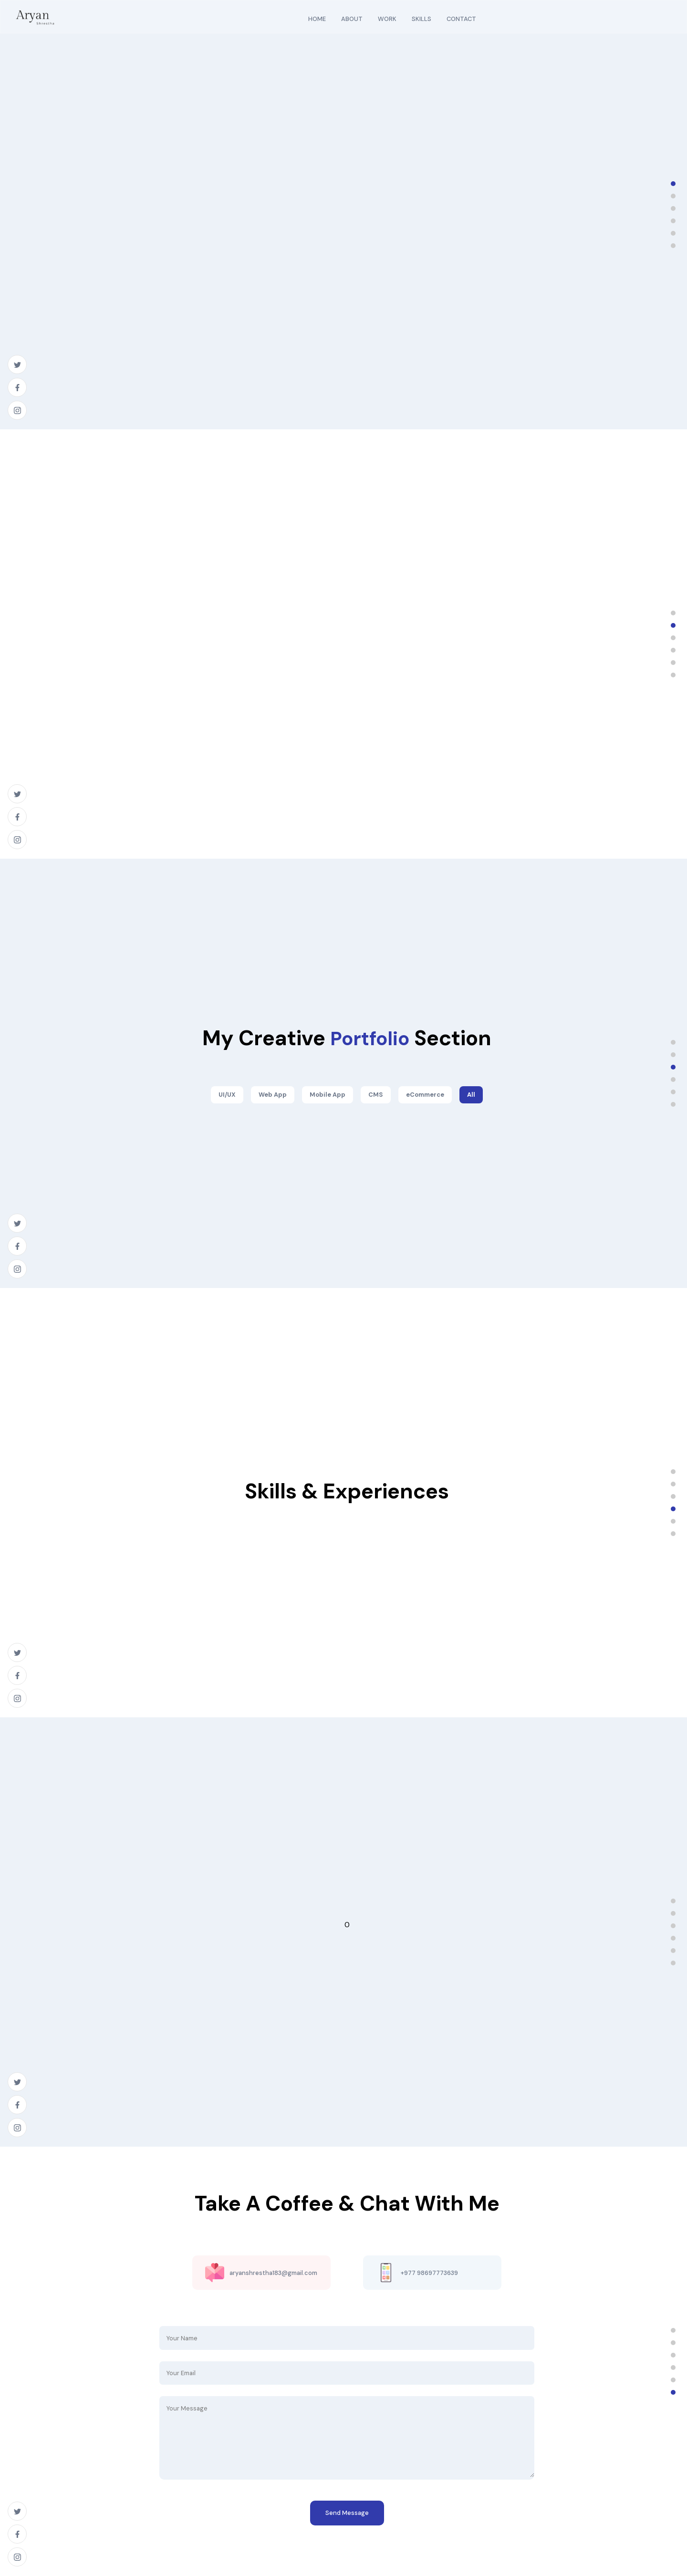 Aryan
Shrestha
HOME ABOUT WORK SKILLS CONTACT
My Creative Portfolio Section
UI/UX Web App Mobile App CMS eCommerce All
Skills & Experiences
0
Take A Coffee & Chat With Me
aryanshrestha183@gmail.com
+977 98697773639
Your Name
Your Email
Your Message
Send Message